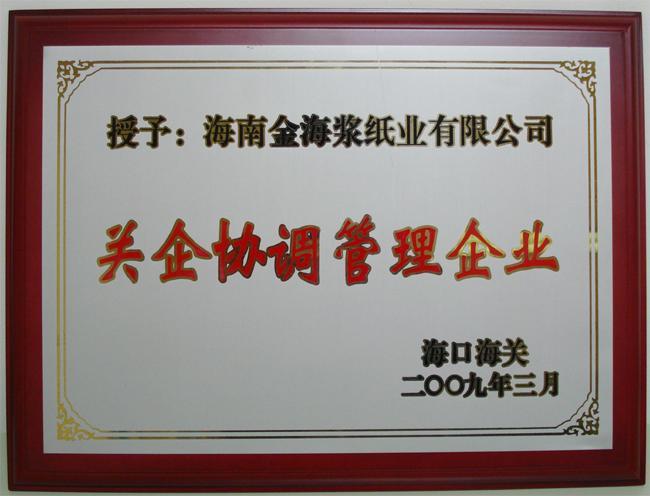 授予：海南金海浆纸业有限公司
关企协调管理企业
海口海关
二〇〇九年三月